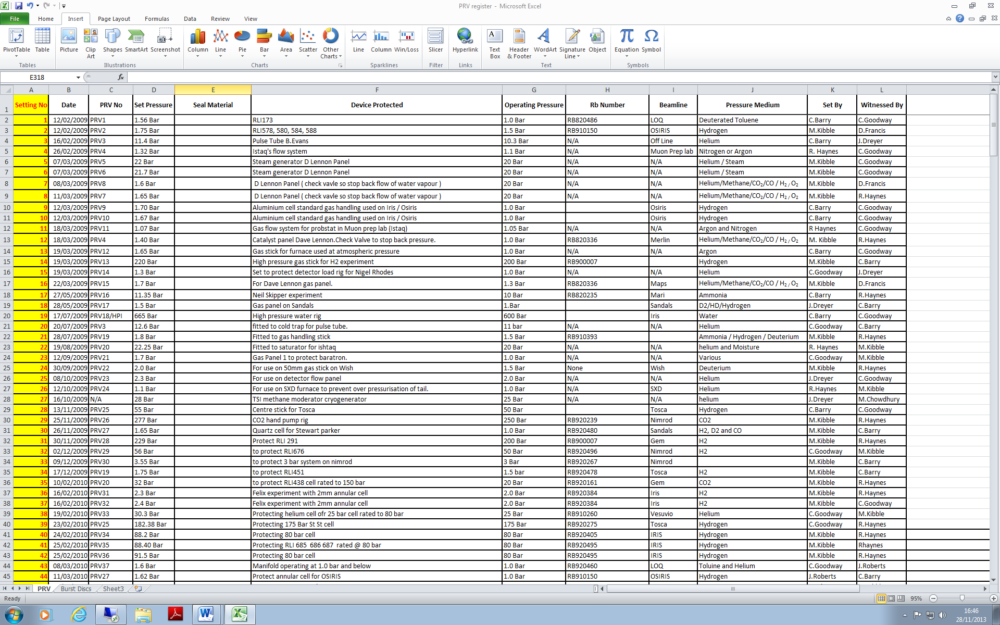 PRV register - Microsoft Excel
File Home Insert Page Layout Formulas Data Review View
PivotTable Table Picture Clip Art Shapes SmartArt Screenshot Column Line Pie Bar Area Scatter Other Charts Line Column Win/Loss Slicer Hyperlink Text Box Header & Footer WordArt Signature Line Object Equation Symbol
Tables Illustrations Charts Sparklines Filter Links Text Symbols
E318 fx
A B C D E F G H I J K L
1 Setting No Date PRV No Set Pressure Seal Material Device Protected Operating Pressure Rb Number Beamline Pressure Medium Set By Witnessed By
2 1 12/02/2009 PRV1 1.56 Bar RLI173 1.0 Bar RB820486 LOQ Deuterated Toluene C.Barry C.Goodway
3 2 12/02/2009 PRV2 1.75 Bar RLI578, 580, 584, 588 1.5 Bar RB910150 OSIRIS Hydrogen M.Kibble D.Francis
4 3 16/02/2009 PRV3 11.4 Bar Pulse Tube B.Evans 10.3 Bar N/A Off Line Helium C.Barry J.Dreyer
5 4 26/02/2009 PRV4 1.32 Bar Istaq's flow system 1.1 Bar N/A Muon Prep lab Nitrogen or Argon R. Haynes C.Goodway
6 5 07/03/2009 PRV5 22 Bar Steam generator D Lennon Panel 20 Bar N/A N/A Helium / Steam M.Kibble C.Goodway
7 6 07/03/2009 PRV6 21.7 Bar Steam generator D Lennon Panel 20 Bar N/A N/A Helium / Steam M.Kibble C.Goodway
8 7 08/03/2009 PRV8 1.6 Bar D Lennon Panel ( check vavle so stop back flow of water vapour ) 20 Bar N/A N/A Helium/Methane/CO₂/CO / H₂ / O₂ M.Kibble D.Francis
9 8 11/03/2009 PRV7 1.65 Bar D Lennon Panel ( check vavle so stop back flow of water vapour ) 20 Bar N/A N/A Helium/Methane/CO₂/CO / H₂ / O₂ M.Kibble R.Haynes
10 9 12/03/2009 PRV9 1.70 Bar Aluminium cell standard gas handling used on Iris / Osiris 1.0 Bar Osiris Hydrogen C.Barry C.Goodway
11 10 12/03/2009 PRV10 1.67 Bar Aluminium cell standard gas handling used on Iris / Osiris 1.0 Bar Osiris Hydrogen C.Barry C.Goodway
12 11 18/03/2009 PRV11 1.07 Bar Gas flow system for probstat in Muon prep lab (Istaq) 1.05 Bar N/A N/A Argon and Nitrogen R Haynes C.Goodway
13 12 18/03/2009 PRV4 1.40 Bar Catalyst panel Dave Lennon.Check Valve to stop back pressure. 1.0 Bar RB820336 Merlin Helium/Methane/CO₂/CO / H₂ / O₂ M. Kibble R.Haynes
14 13 19/03/2009 PRV12 1.65 Bar Gas stick for furnace used at atmospheric pressure 1.0 Bar N/A N/A Argon C.Barry C.Goodway
15 14 19/03/2009 PRV13 220 Bar High pressure gas stick for H2 experiment 200 Bar RB900007 Hydrogen M.Kibble C.Barry
16 15 19/03/2009 PRV14 1.3 Bar Set to protect detector load rig for Nigel Rhodes 1.0 Bar N/A N/A Helium C.Goodway J.Dreyer
17 16 22/03/2009 PRV15 1.7 Bar For Dave Lennon gas panel. 1.3 Bar RB820336 Maps Helium/Methane/CO₂/CO / H₂ / O₂ M.Kibble D.Francis
18 17 27/05/2009 PRV16 11.35 Bar Neil Skipper experiment 10 Bar RB820235 Mari Ammonia C.Barry R.Haynes
19 18 28/05/2009 PRV17 1.5 Bar Gas panel on Sandals 1.Bar Sandals D2/HD/Hydrogen J.Dreyer C.Barry
20 19 17/07/2009 PRV18/HPI 665 Bar High pressure water rig 600 Bar Iris Water C.Barry C.Goodway
21 20 20/07/2009 PRV3 12.6 Bar fitted to cold trap for pulse tube. 11 bar N/A N/A Helium C.Goodway C.Barry
22 21 28/07/2009 PRV19 1.8 Bar Fitted to gas handling stick 1.5 Bar RB910393 Ammonia / Hydrogen / Deuterium M.Kibble R.Haynes
23 22 19/08/2009 PRV20 22.25 Bar Fitted to saturator for ishtaq 20 Bar N/A N/A helium and Moisture R. Haynes M.Kibble
24 23 12/09/2009 PRV21 1.7 Bar Gas Panel 1 to protect baratron. 1.0 Bar N/A N/A Various C.Goodway M.Kibble
25 24 30/09/2009 PRV22 2.0 Bar For use on 50mm gas stick on Wish 1.5 Bar None Wish Deuterium M.Kibble R.Haynes
26 25 08/10/2009 PRV23 2.3 Bar For use on detector flow panel 2.0 Bar N/A N/A Helium J.Dreyer C.Goodway
27 26 12/10/2009 PRV24 1.1 Bar For use on SXD furnace to prevent over pressurisation of tail. 1.0 Bar N/A SXD Helium R.Haynes M.Kibble
28 27 16/10/2009 N/A 28 Bar TSI methane moderator cryogenerator 25 Bar N/A N/A helium J.Dreyer M.Chowdhury
29 28 13/11/2009 PRV25 55 Bar Centre stick for Tosca 50 Bar Tosca Hydrogen C.Barry C.Goodway
30 29 25/11/2009 PRV26 277 Bar CO2 hand pump rig 250 Bar RB920239 Nimrod CO2 M.Kibble R.Haynes
31 30 26/11/2009 PRV27 1.65 Bar Quartz cell for Stewart parker 1.0 Bar RB920480 Sandals H2, D2 and CO M.Kibble C.Barry
32 31 30/11/2009 PRV28 229 Bar Protect RLI 291 200 Bar RB900007 Gem H2 M.Kibble R.Haynes
33 32 02/12/2009 PRV29 56 Bar to protect RLI676 50 Bar RB920496 Nimrod H2 C.Goodway M.Kibble
34 33 09/12/2009 PRV30 3.55 Bar to protect 3 bar system on nimrod 3 Bar RB920267 Nimrod M.Kibble C.Barry
35 34 17/12/2009 PRV19 1.75 Bar to protect RLI451 1.5 bar RB920478 Tosca H2 M.Kibble C.Barry
36 35 10/02/2010 PRV20 32 Bar to protect RLI438 cell rated to 150 bar 20 Bar RB920161 Gem CO2 M.Kibble R.Haynes
37 36 16/02/2010 PRV31 2.3 Bar Felix experiment with 2mm annular cell 2.0 Bar RB920384 Iris H2 M.Kibble R.Haynes
38 37 16/02/2010 PRV32 2.4 Bar Felix experiment with 2mm annular cell 2.0 Bar RB920384 Iris H2 M.Kibble C.Goodway
39 38 19/02/2010 PRV33 30.3 Bar Protecting helium cell ofr 25 bar cell rated to 80 bar 25 Bar RB910260 Vesuvio Helium C.Goodway M.Kibble
40 39 23/02/2010 PRV25 182.38 Bar Protecting 175 Bar St St cell 175 Bar RB920275 Tosca Hydrogen C.Goodway R.Haynes
41 40 24/02/2010 PRV34 88.2 Bar Protecting 80 bar cell 80 Bar RB920405 IRIS Hydrogen M.Kibble R.Haynes
42 41 25/02/2010 PRV35 88.40 Bar Protecting RLI 685 686 687 rated @ 80 bar 80 Bar RB920495 IRIS Hydrogen M.Kibble Rhaynes
43 42 25/02/2010 PRV36 91.5 Bar Protecting 80 bar cell 80 Bar RB920495 IRIS Hydrogen M.Kibble R.Haynes
44 43 08/03/2010 PRV37 1.6 Bar Manifold operating at 1.0 bar and below 1.0 Bar RB920460 LOQ Toluine and Helium C.Goodway J.Roberts
45 44 11/03/2010 PRV27 1.62 Bar Protect annular cell for OSIRIS 1.0 Bar RB910150 OSIRIS Hydrogen J.Roberts C.Barry
PRV Burst Discs Sheet3
Ready 95%
16:46
28/11/2013